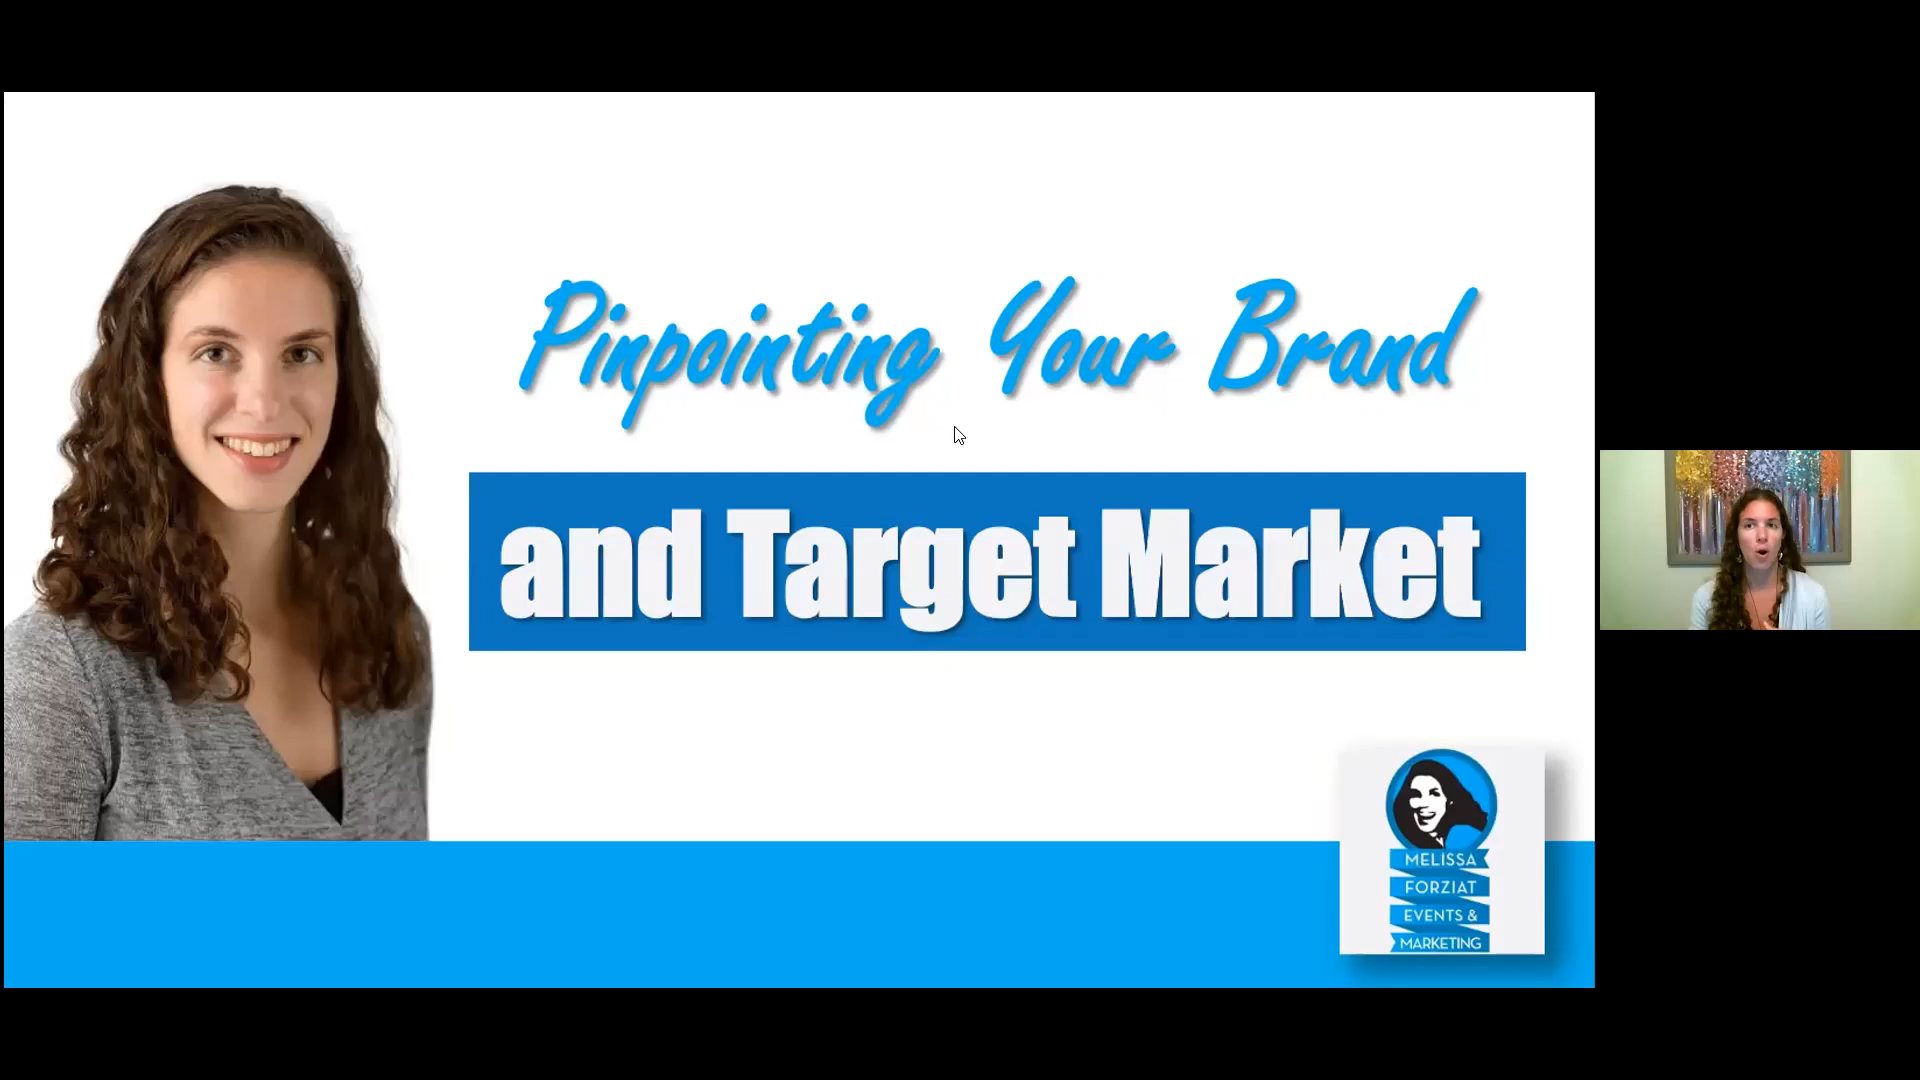 Pinpointing Your Brand
and Target Market
MELISSA
FORZIAT
EVENTS &
MARKETING